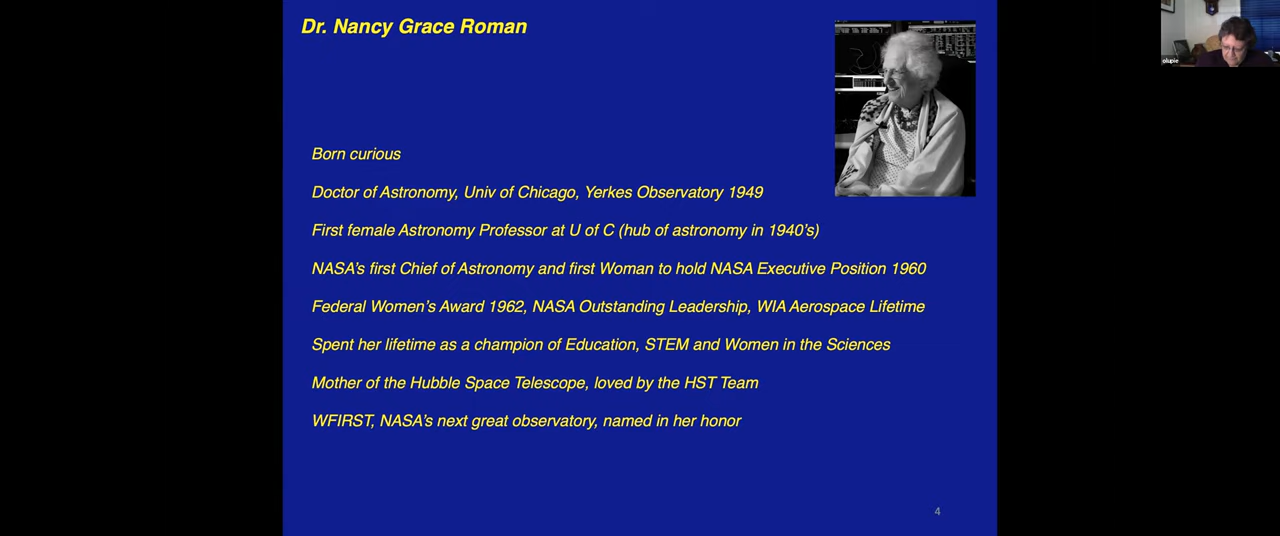 Dr. Nancy Grace Roman
olupie
Born curious
Doctor of Astronomy, Univ of Chicago, Yerkes Observatory 1949
First female Astronomy Professor at U of C (hub of astronomy in 1940's)
NASA's first Chief of Astronomy and first Woman to hold NASA Executive Position 1960
Federal Women's Award 1962, NASA Outstanding Leadership, WIA Aerospace Lifetime
Spent her lifetime as a champion of Education, STEM and Women in the Sciences
Mother of the Hubble Space Telescope, loved by the HST Team
WFIRST, NASA's next great observatory, named in her honor
4